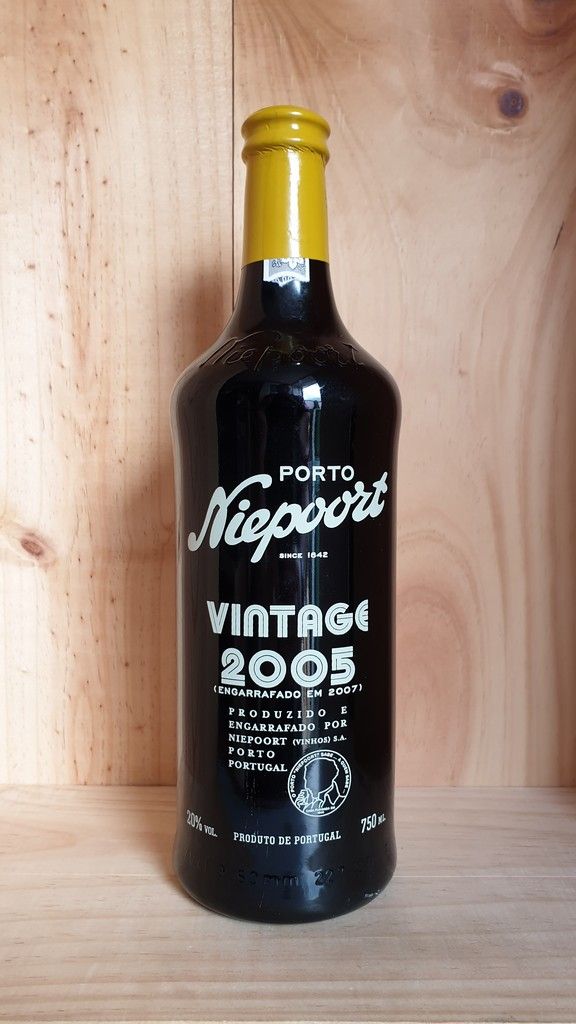 Niepoort
PORTO
Niepoort
SINCE 1842
VINTAGE
2005
(ENGARRAFADO EM 2007)
PRODUZIDO E
ENGARRAFADO POR
NIEPOORT (VINHOS) S.A.
PORTO
PORTUGAL
20% VOL.
PRODUTO DE PORTUGAL
750 ML